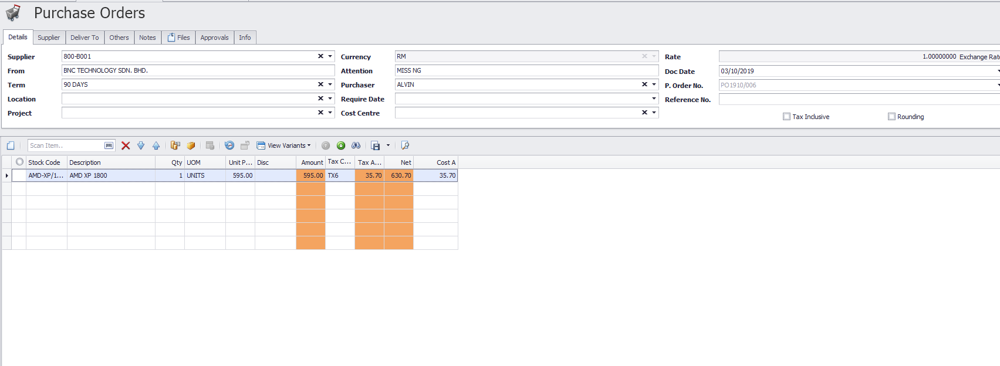 Purchase Orders
Details Supplier Deliver To Others Notes Files Approvals Info
Supplier 800-B001 Currency RM Rate 1.00000000 Exchange Rat
From BNC TECHNOLOGY SDN. BHD. Attention MISS NG Doc Date 03/10/2019
Term 90 DAYS Purchaser ALVIN P. Order No. PO1910/006
Location Require Date Reference No.
Project Cost Centre Tax Inclusive Rounding
Scan Item.. View Variants
Stock Code Description Qty UOM Unit P... Disc Amount Tax C... Tax A... Net Cost A
AMD-XP/1... AMD XP 1800 1 UNITS 595.00 595.00 TX6 35.70 630.70 35.70